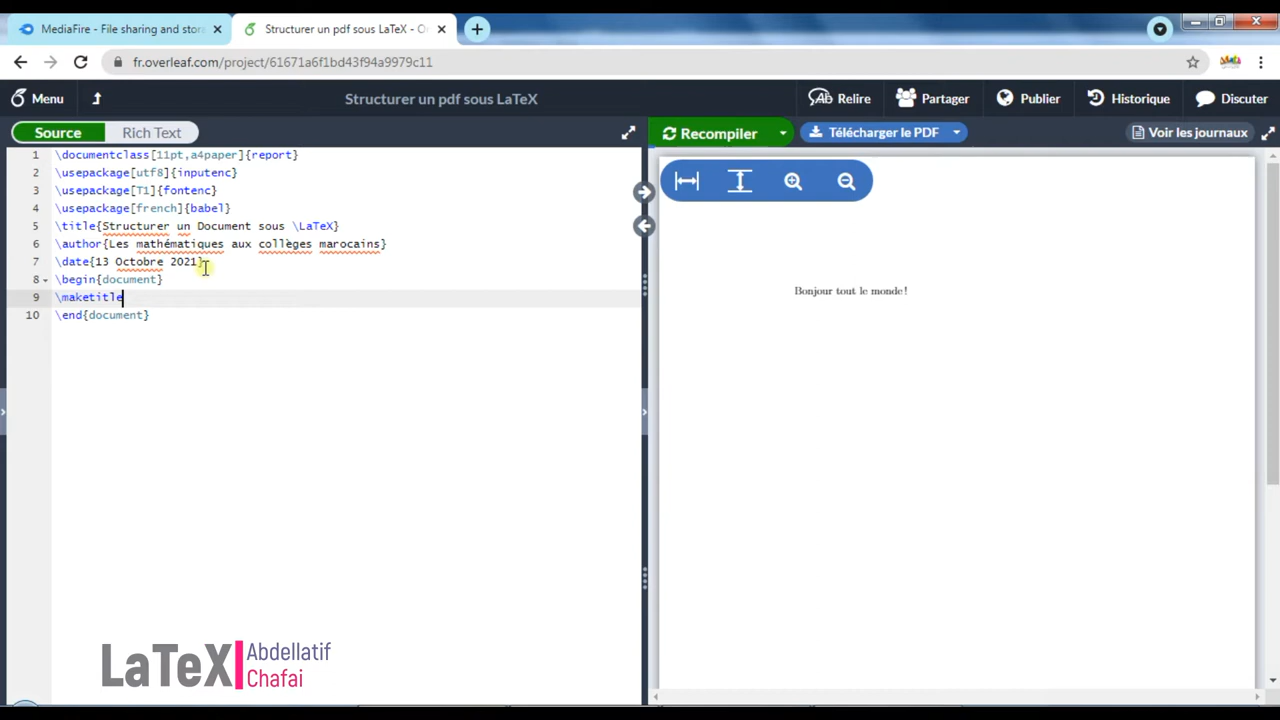 MediaFire - File sharing and stor
Structurer un pdf sous LaTeX - O
fr.overleaf.com/project/61671a6f1bd43f94a9979c11
Menu
Structurer un pdf sous LaTeX
Relire
Partager
Publier
Historique
Discuter
Source
Rich Text
Recompiler
Télécharger le PDF
Voir les journaux
1 \documentclass[11pt,a4paper]{report}
2 \usepackage[utf8]{inputenc}
3 \usepackage[T1]{fontenc}
4 \usepackage[french]{babel}
5 \title{Structurer un Document sous \LaTeX}
6 \author{Les mathématiques aux collèges marocains}
7 \date{13 Octobre 2021}
8 \begin{document}
9 \maketitle
10 \end{document}
Bonjour tout le monde !
LaTeX
Abdellatif
Chafai